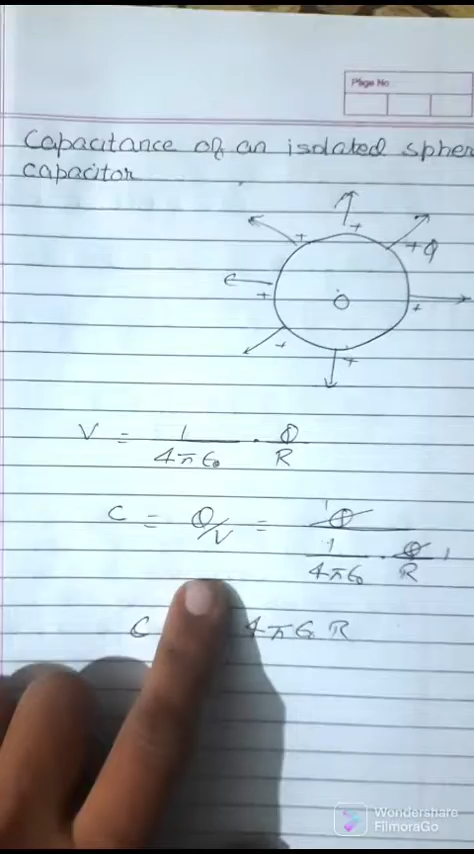 Page No
Capacitance of an isolated spher
capacitor
+ + +Q
+ O +
+ +
V = 1/4πϵ₀ · Q/R
C = Q/V = Q/(1/4πϵ₀ · Q/R)
C 4πϵ₀ R
Wondershare
FilmoraGo